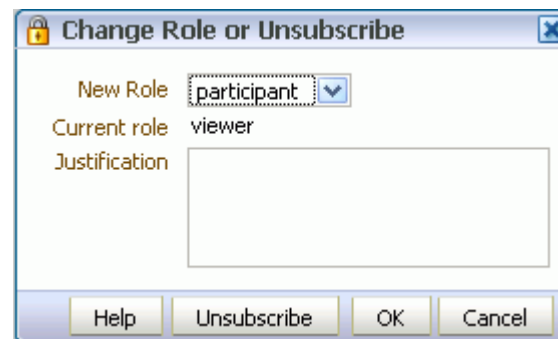 Change Role or Unsubscribe
New Role participant
Current role viewer
Justification
Help Unsubscribe OK Cancel